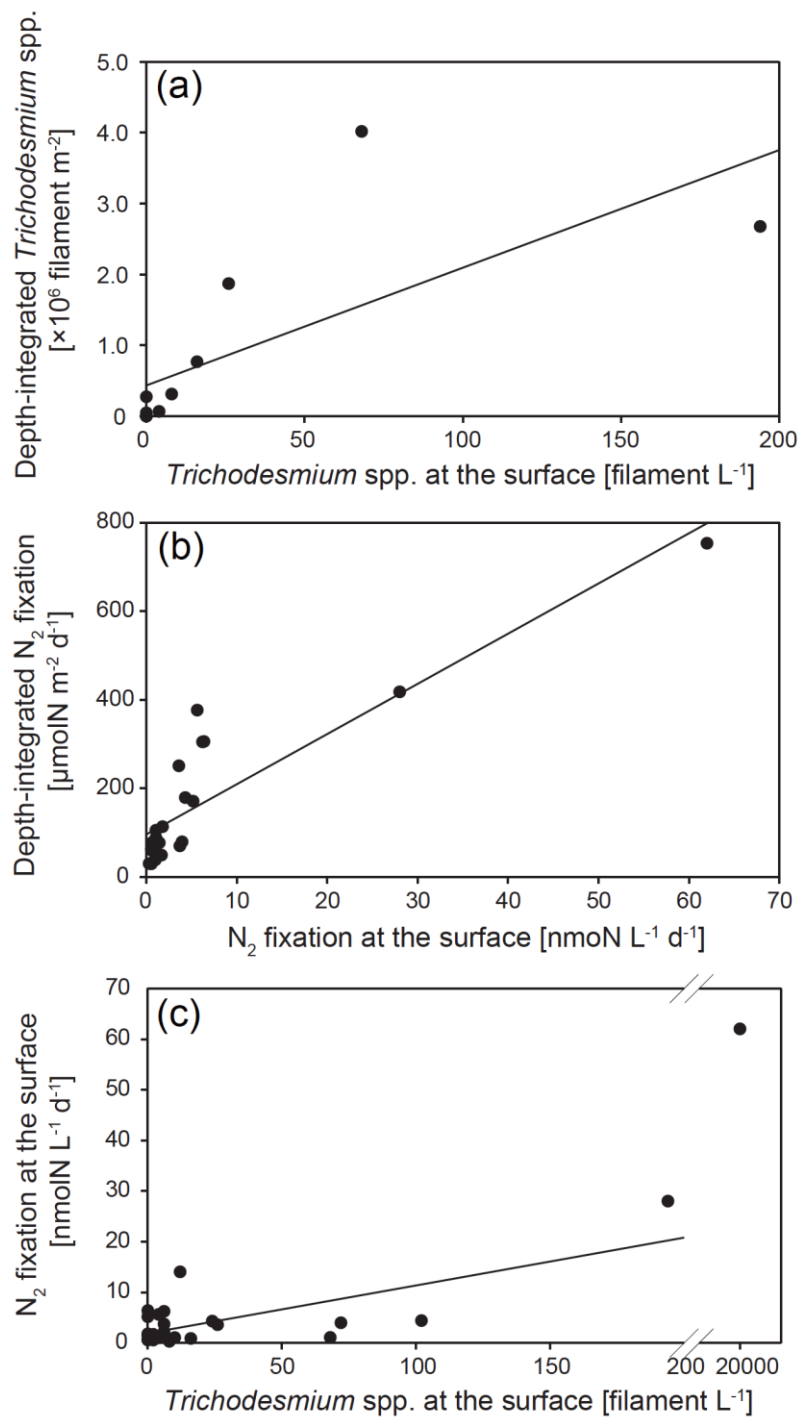 (a)
Depth-integrated Trichodesmium spp.
[×10⁶ filament m⁻²]
5.0
4.0
3.0
2.0
1.0
0
0 50 100 150 200
Trichodesmium spp. at the surface [filament L⁻¹]
(b)
Depth-integrated N₂ fixation
[µmolN m⁻² d⁻¹]
800
600
400
200
0
0 10 20 30 40 50 60 70
N₂ fixation at the surface [nmoN L⁻¹ d⁻¹]
(c)
N₂ fixation at the surface
[nmolN L⁻¹ d⁻¹]
70
60
50
40
30
20
10
0
0 50 100 150 200 20000
Trichodesmium spp. at the surface [filament L⁻¹]